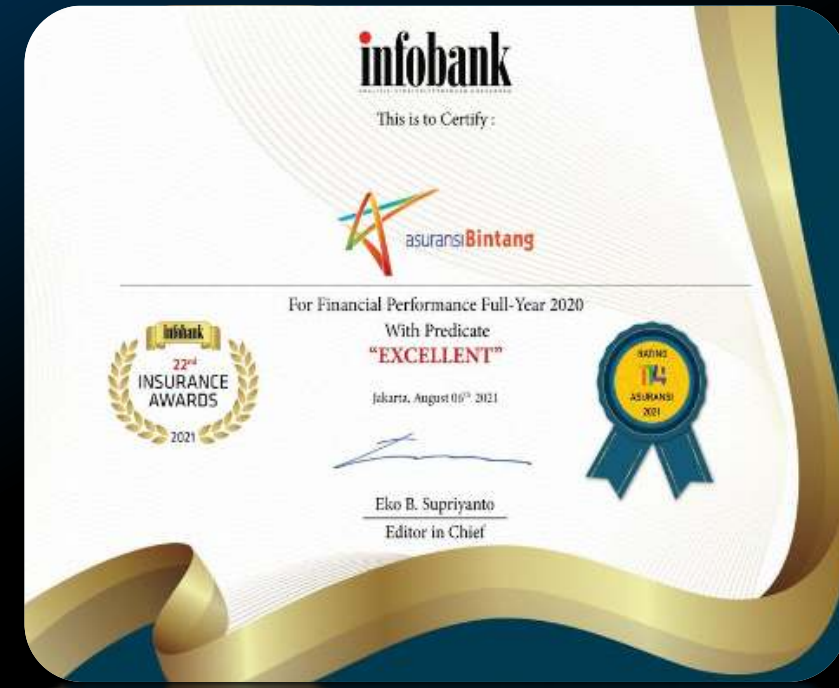 infobank
This is to Certify :
asuransiBintang
For Financial Performance Full-Year 2020
With Predicate
“EXCELLENT”
Jakarta, August 06th 2021
Eko B. Supriyanto
Editor in Chief
infobank
22nd
INSURANCE
AWARDS
2021
RATING
114
ASURANSI
2021